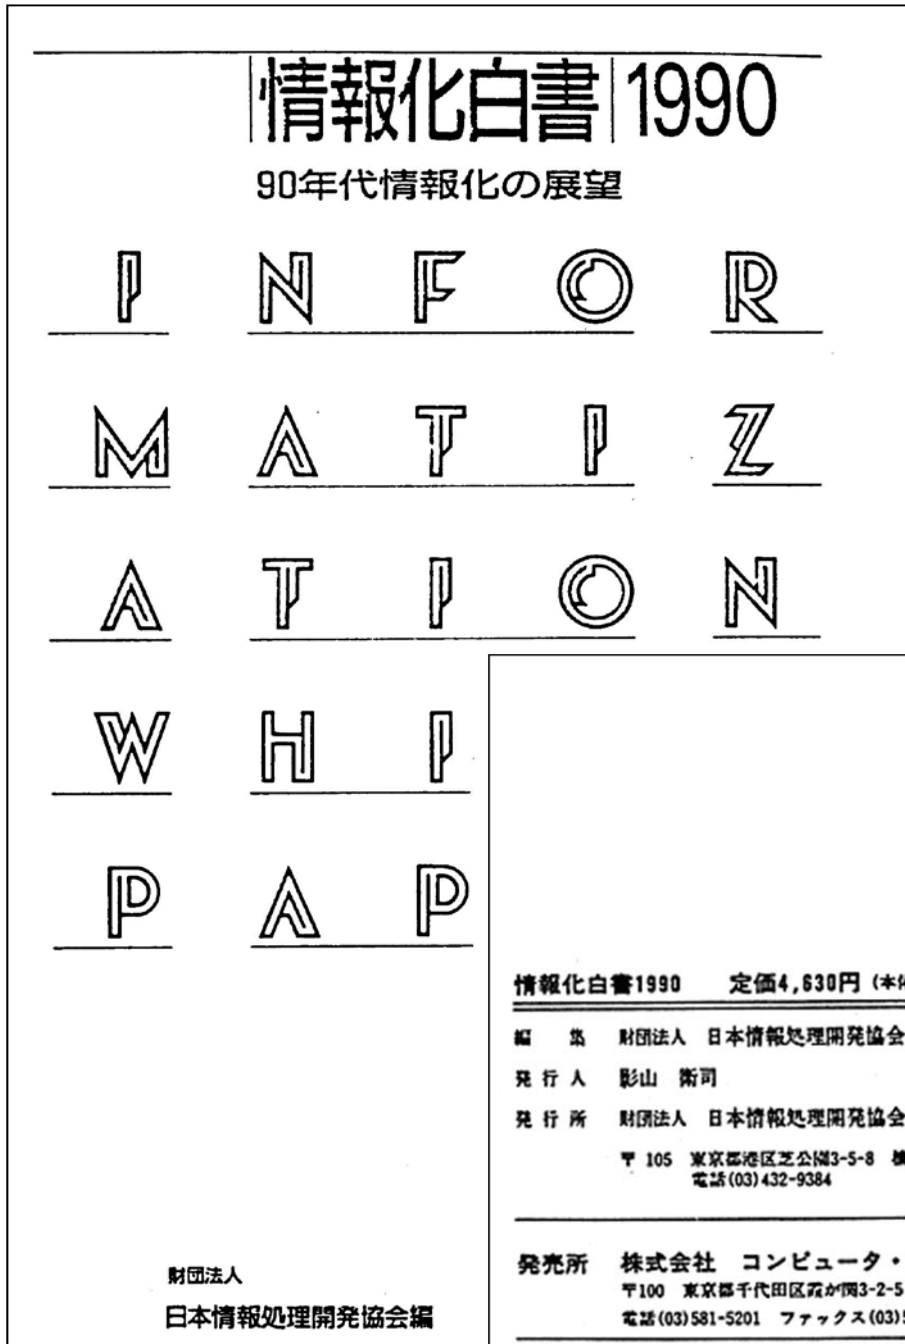 情報化白書 1990
90年代情報化の展望
I N F O R
M A T I Z
A T I O N
W H I
P A P
財団法人
日本情報処理開発協会編
情報化白書1990 定価4,630円(本体
編 集 財団法人 日本情報処理開発協会
発行人 影山 衛司
発行所 財団法人 日本情報処理開発協会
〒105 東京都港区芝公園3-5-8
電話(03)432-9384
発売所 株式会社 コンピュータ・
〒100 東京都千代田区霞が関3-2-5
電話(03)581-5201 ファックス(03)